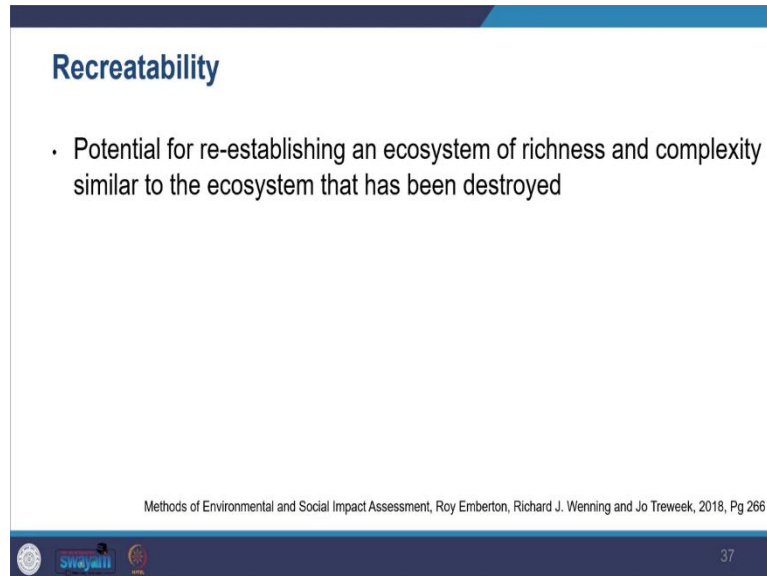 Recreatability
• Potential for re-establishing an ecosystem of richness and complexity
similar to the ecosystem that has been destroyed
Methods of Environmental and Social Impact Assessment, Roy Emberton, Richard J. Wenning and Jo Treweek, 2018, Pg 266
swayam
37